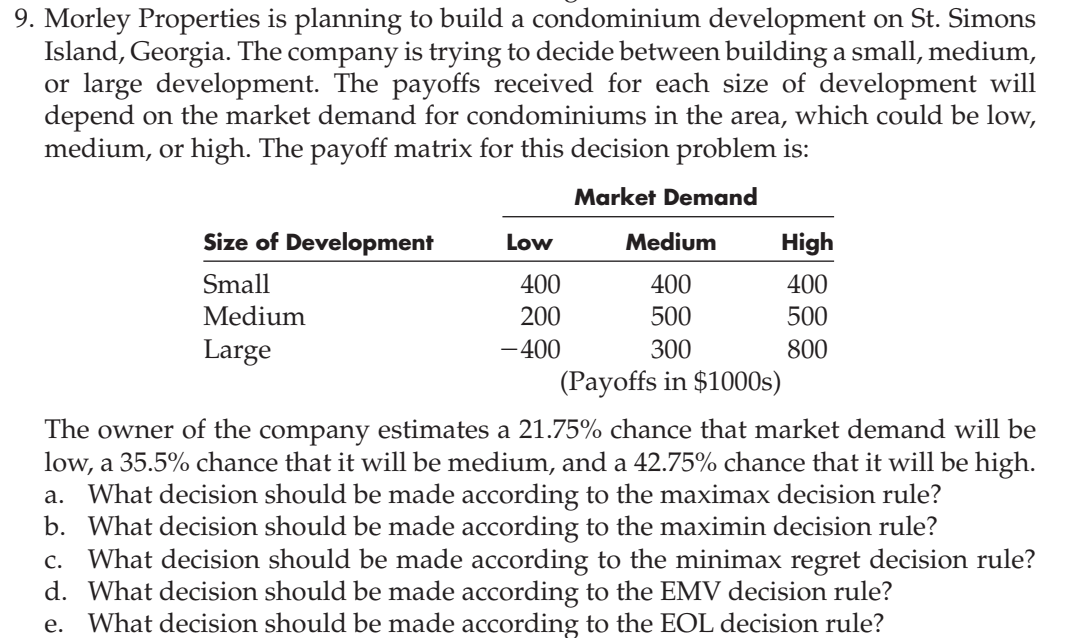 9. Morley Properties is planning to build a condominium development on St. Simons
Island, Georgia. The company is trying to decide between building a small, medium,
or large development. The payoffs received for each size of development will
depend on the market demand for condominiums in the area, which could be low,
medium, or high. The payoff matrix for this decision problem is:
Market Demand
Size of Development Low Medium High
Small 400 400 400
Medium 200 500 500
Large −400 300 800
(Payoffs in $1000s)
The owner of the company estimates a 21.75% chance that market demand will be
low, a 35.5% chance that it will be medium, and a 42.75% chance that it will be high.
a. What decision should be made according to the maximax decision rule?
b. What decision should be made according to the maximin decision rule?
c. What decision should be made according to the minimax regret decision rule?
d. What decision should be made according to the EMV decision rule?
e. What decision should be made according to the EOL decision rule?